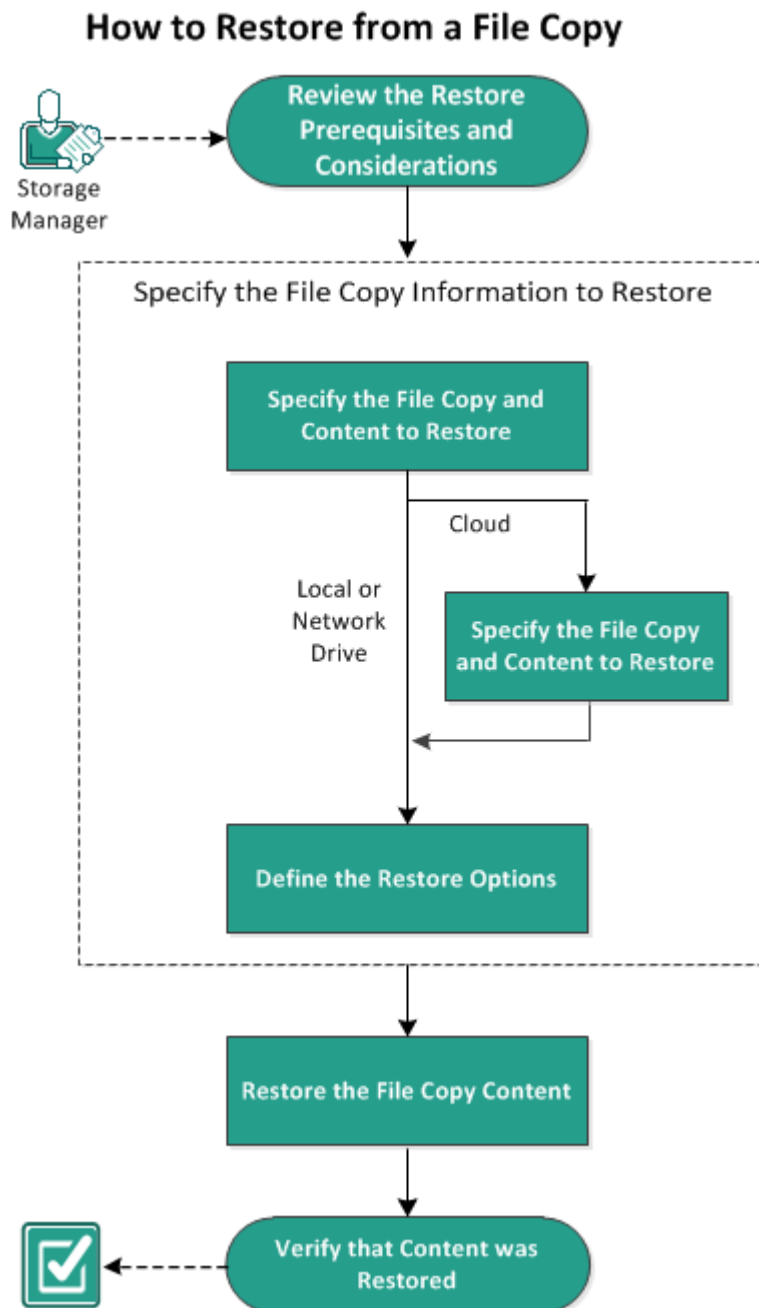 How to Restore from a File Copy
Review the Restore
Prerequisites and
Considerations
Storage
Manager
Specify the File Copy Information to Restore
Specify the File Copy and
Content to Restore
Cloud
Local or
Network
Drive
Specify the File Copy
and Content to Restore
Define the Restore Options
Restore the File Copy Content
Verify that Content was
Restored